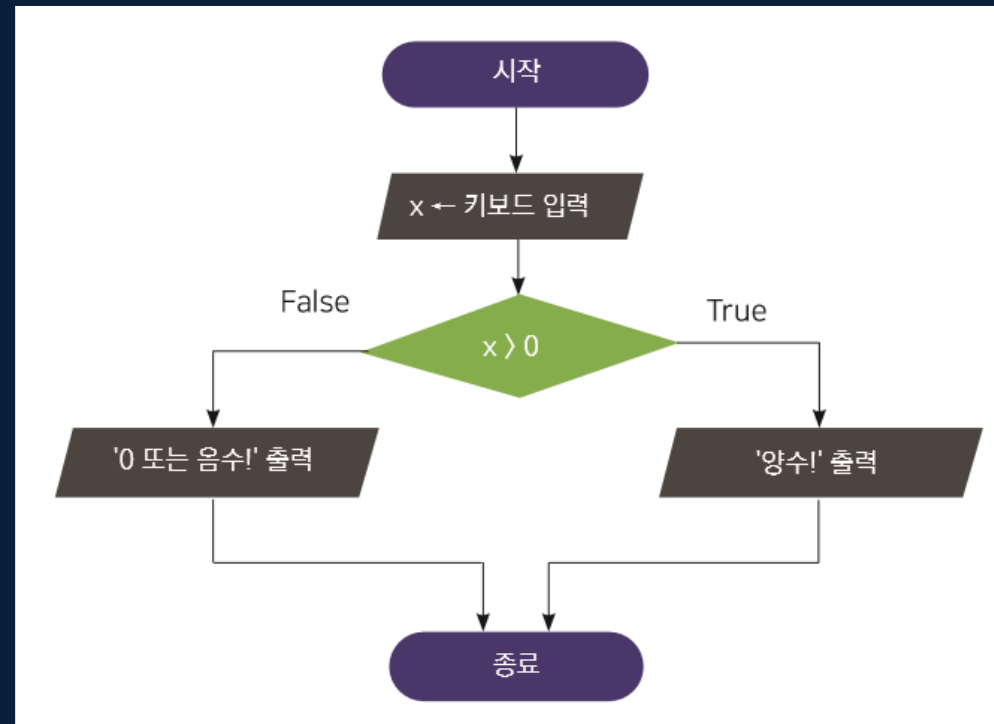 시작
x ← 키보드 입력
False
True
x > 0
'0 또는 음수!' 출력
'양수!' 출력
종료